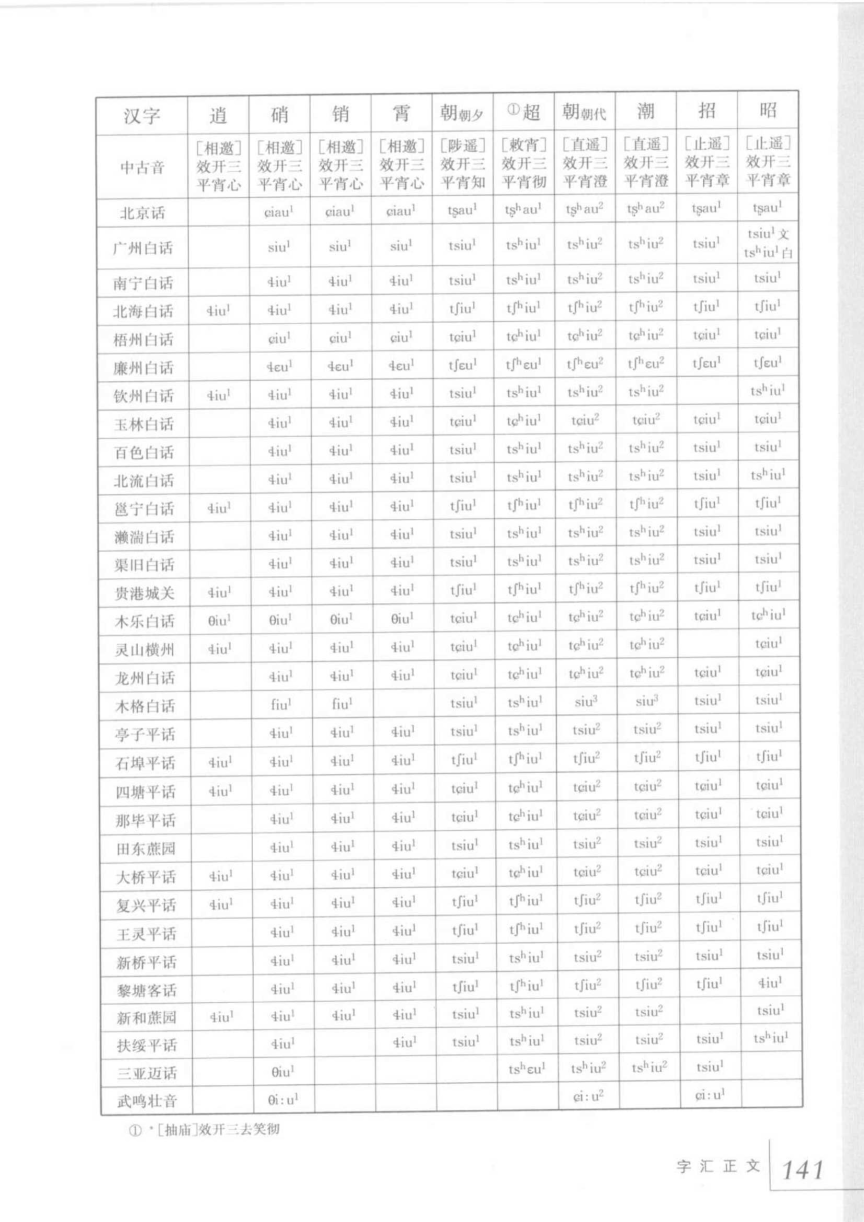 汉字 逍 硝 销 霄 朝朝夕 ①超 朝朝代 潮 招 昭
中古音 [相邀]效开三平宵心 [相邀]效开三平宵心 [相邀]效开三平宵心 [相邀]效开三平宵心 [陟遥]效开三平宵知 [敕宵]效开三平宵彻 [直遥]效开三平宵澄 [直遥]效开三平宵澄 [止遥]效开三平宵章 [止遥]效开三平宵章
北京话 ɕiau¹ ɕiau¹ ɕiau¹ tʂau¹ tʂʰau¹ tʂʰau² tʂʰau² tʂau¹ tʂau¹
广州白话 siu¹ siu¹ siu¹ tsiu¹ tsʰiu¹ tsʰiu² tsʰiu² tsiu¹ tsiu¹文 tsʰiu¹白
南宁白话 ɬiu¹ ɬiu¹ ɬiu¹ tsiu¹ tsʰiu¹ tsʰiu² tsʰiu² tsiu¹ tsiu¹
北海白话 ɬiu¹ ɬiu¹ ɬiu¹ ɬiu¹ tʃiu¹ tʃʰiu¹ tʃʰiu² tʃʰiu² tʃiu¹ tʃiu¹
梧州白话 ɕiu¹ ɕiu¹ ɕiu¹ tɕiu¹ tɕʰiu¹ tɕʰiu² tɕʰiu² tɕiu¹ tɕiu¹
廉州白话 ɬɛu¹ ɬɛu¹ ɬɛu¹ tʃɛu¹ tʃʰɛu¹ tʃʰɛu² tʃʰɛu² tʃɛu¹ tʃɛu¹
钦州白话 ɬiu¹ ɬiu¹ ɬiu¹ ɬiu¹ tsiu¹ tsʰiu¹ tsʰiu² tsʰiu² tsʰiu¹
玉林白话 ɬiu¹ ɬiu¹ ɬiu¹ tɕiu¹ tɕʰiu¹ tɕiu² tɕiu² tɕiu¹ tɕiu¹
百色白话 ɬiu¹ ɬiu¹ ɬiu¹ tsiu¹ tsʰiu¹ tsʰiu² tsʰiu² tsiu¹ tsiu¹
北流白话 ɬiu¹ ɬiu¹ ɬiu¹ tsiu¹ tsʰiu¹ tsʰiu² tsʰiu² tsiu¹ tsʰiu¹
邕宁白话 ɬiu¹ ɬiu¹ ɬiu¹ ɬiu¹ tʃiu¹ tʃʰiu¹ tʃʰiu² tʃʰiu² tʃiu¹ tʃiu¹
濑湍白话 ɬiu¹ ɬiu¹ ɬiu¹ tsiu¹ tsʰiu¹ tsʰiu² tsʰiu² tsiu¹ tsiu¹
渠旧白话 ɬiu¹ ɬiu¹ ɬiu¹ tsiu¹ tsʰiu¹ tsʰiu² tsʰiu² tsiu¹ tsiu¹
贵港城关 ɬiu¹ ɬiu¹ ɬiu¹ ɬiu¹ tʃiu¹ tʃʰiu¹ tʃʰiu² tʃʰiu² tʃiu¹ tʃiu¹
木乐白话 θiu¹ θiu¹ θiu¹ θiu¹ tɕiu¹ tɕʰiu¹ tɕʰiu² tɕʰiu² tɕiu¹ tɕʰiu¹
灵山横州 ɬiu¹ ɬiu¹ ɬiu¹ ɬiu¹ tɕiu¹ tɕʰiu¹ tɕʰiu² tɕʰiu² tɕiu¹
龙州白话 ɬiu¹ ɬiu¹ ɬiu¹ tɕiu¹ tɕʰiu¹ tɕʰiu² tɕʰiu² tɕiu¹ tɕiu¹
木格白话 fiu¹ fiu¹ tsiu¹ tsʰiu¹ siu³ siu³ tsiu¹ tsiu¹
亭子平话 ɬiu¹ ɬiu¹ ɬiu¹ tsiu¹ tsʰiu¹ tsiu² tsiu² tsiu¹ tsiu¹
石埠平话 ɬiu¹ ɬiu¹ ɬiu¹ ɬiu¹ tʃiu¹ tʃʰiu¹ tʃiu² tʃiu² tʃiu¹ tʃiu¹
四塘平话 ɬiu¹ ɬiu¹ ɬiu¹ ɬiu¹ tɕiu¹ tɕʰiu¹ tɕiu² tɕiu² tɕiu¹ tɕiu¹
那毕平话 ɬiu¹ ɬiu¹ ɬiu¹ tɕiu¹ tɕʰiu¹ tɕiu² tɕiu² tɕiu¹ tɕiu¹
田东蔗园 ɬiu¹ ɬiu¹ ɬiu¹ tsiu¹ tsʰiu¹ tsiu² tsiu² tsiu¹ tsiu¹
大桥平话 ɬiu¹ ɬiu¹ ɬiu¹ ɬiu¹ tɕiu¹ tɕʰiu¹ tɕiu² tɕiu² tɕiu¹ tɕiu¹
复兴平话 ɬiu¹ ɬiu¹ ɬiu¹ ɬiu¹ tʃiu¹ tʃʰiu¹ tʃiu² tʃiu² tʃiu¹ tʃiu¹
王灵平话 ɬiu¹ ɬiu¹ ɬiu¹ tʃiu¹ tʃʰiu¹ tʃiu² tʃiu² tʃiu¹ tʃiu¹
新桥平话 ɬiu¹ ɬiu¹ ɬiu¹ tsiu¹ tsʰiu¹ tsiu² tsiu² tsiu¹ tsiu¹
黎塘客话 ɬiu¹ ɬiu¹ ɬiu¹ tʃiu¹ tʃʰiu¹ tʃiu² tʃiu² tʃiu¹ ɬiu¹
新和蔗园 ɬiu¹ ɬiu¹ ɬiu¹ ɬiu¹ tsiu¹ tsʰiu¹ tsiu² tsiu² tsiu¹
扶绥平话 ɬiu¹ ɬiu¹ tsiu¹ tsʰiu¹ tsiu² tsiu² tsiu¹ tsʰiu¹
三亚迈话 θiu¹ tsʰɛu¹ tsʰiu² tsʰiu² tsiu¹
武鸣壮音 θi:u¹ ɕi:u² ɕi:u¹
① *[抽庙]效开三去笑彻
字汇正文 141